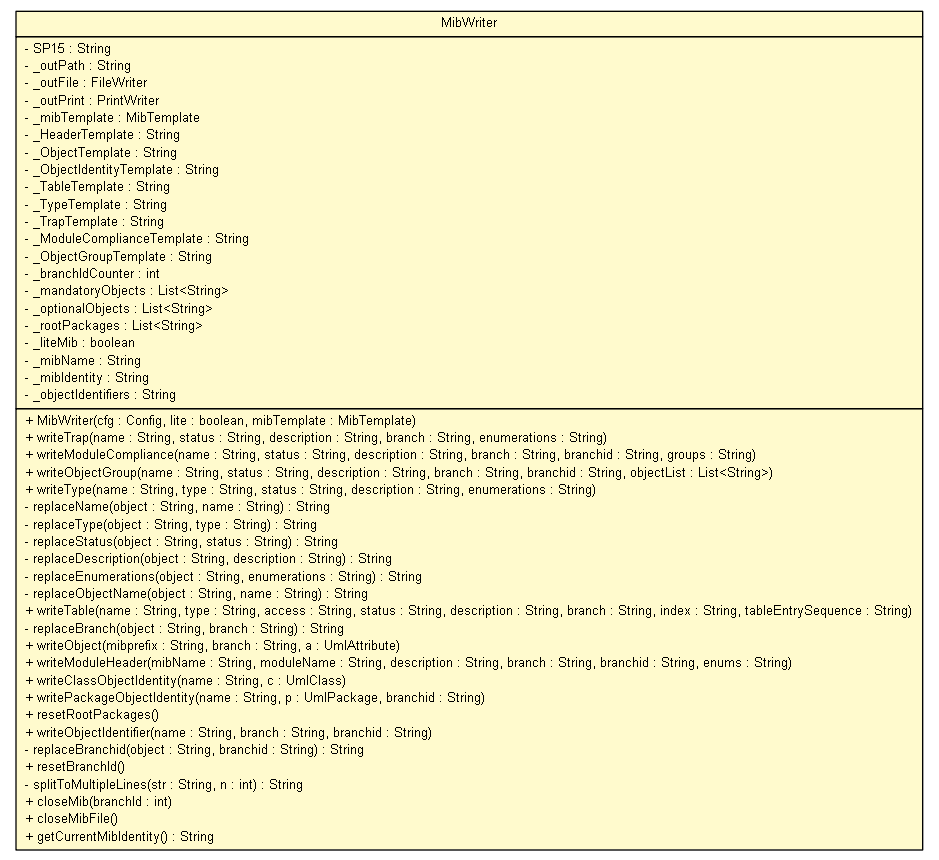 MibWriter
- SP15 : String
- _outPath : String
- _outFile : FileWriter
- _outPrint : PrintWriter
- _mibTemplate : MibTemplate
- _HeaderTemplate : String
- _ObjectTemplate : String
- _ObjectIdentityTemplate : String
- _TableTemplate : String
- _TypeTemplate : String
- _TrapTemplate : String
- _ModuleComplianceTemplate : String
- _ObjectGroupTemplate : String
- _branchIdCounter : int
- _mandatoryObjects : List<String>
- _optionalObjects : List<String>
- _rootPackages : List<String>
- _liteMib : boolean
- _mibName : String
- _mibIdentity : String
- _objectIdentifiers : String
+ MibWriter(cfg : Config, lite : boolean, mibTemplate : MibTemplate)
+ writeTrap(name : String, status : String, description : String, branch : String, enumerations : String)
+ writeModuleCompliance(name : String, status : String, description : String, branch : String, branchid : String, groups : String)
+ writeObjectGroup(name : String, status : String, description : String, branch : String, branchid : String, objectList : List<String>)
+ writeType(name : String, type : String, status : String, description : String, enumerations : String)
- replaceName(object : String, name : String) : String
- replaceType(object : String, type : String) : String
- replaceStatus(object : String, status : String) : String
- replaceDescription(object : String, description : String) : String
- replaceEnumerations(object : String, enumerations : String) : String
- replaceObjectName(object : String, name : String) : String
+ writeTable(name : String, type : String, access : String, status : String, description : String, branch : String, index : String, tableEntrySequence : String)
- replaceBranch(object : String, branch : String) : String
+ writeObject(mibprefix : String, branch : String, a : UmlAttribute)
+ writeModuleHeader(mibName : String, moduleName : String, description : String, branch : String, branchid : String, enums : String)
+ writeClassObjectIdentity(name : String, c : UmlClass)
+ writePackageObjectIdentity(name : String, p : UmlPackage, branchid : String)
+ resetRootPackages()
+ writeObjectIdentifier(name : String, branch : String, branchid : String)
- replaceBranchid(object : String, branchid : String) : String
+ resetBranchId()
- splitToMultipleLines(str : String, n : int) : String
+ closeMib(branchId : int)
+ closeMibFile()
+ getCurrentMibIdentity() : String